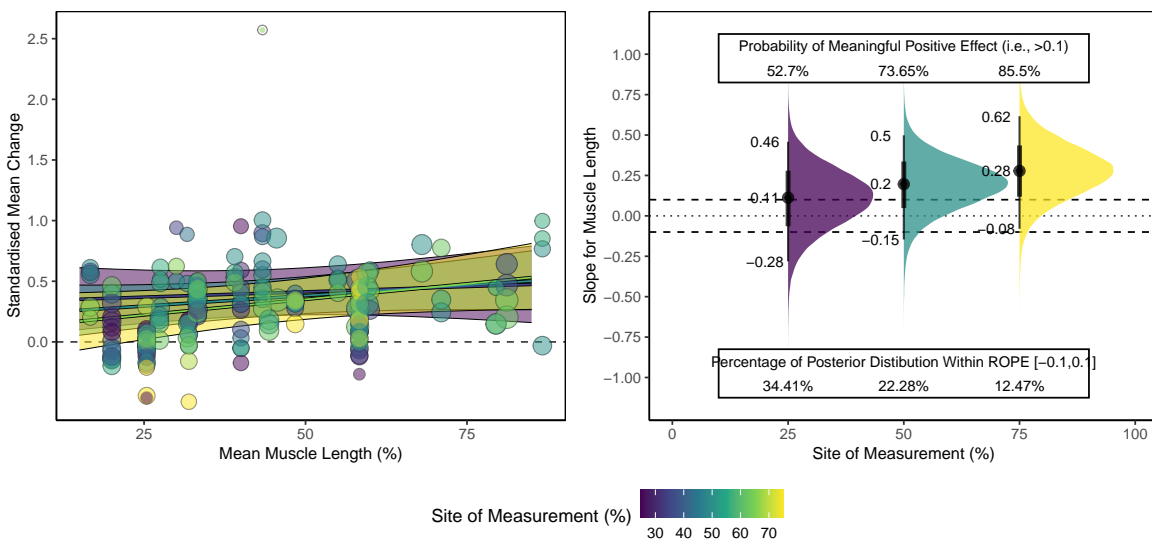 2.5
2.0
1.5
1.0
0.5
0.0
Standardised Mean Change
25
50
75
Mean Muscle Length (%)
1.00
0.75
0.50
0.25
0.00
−0.25
−0.50
−0.75
−1.00
Slope for Muscle Length
Probability of Meaningful Positive Effect (i.e., >0.1)
52.7% 73.65% 85.5%
0.46 0.5 0.62
0.11 0.2 0.28
−0.28 −0.15 −0.08
Percentage of Posterior Distibution Within ROPE [−0.1,0.1]
34.41% 22.28% 12.47%
0 25 50 75 100
Site of Measurement (%)
Site of Measurement (%)
30 40 50 60 70